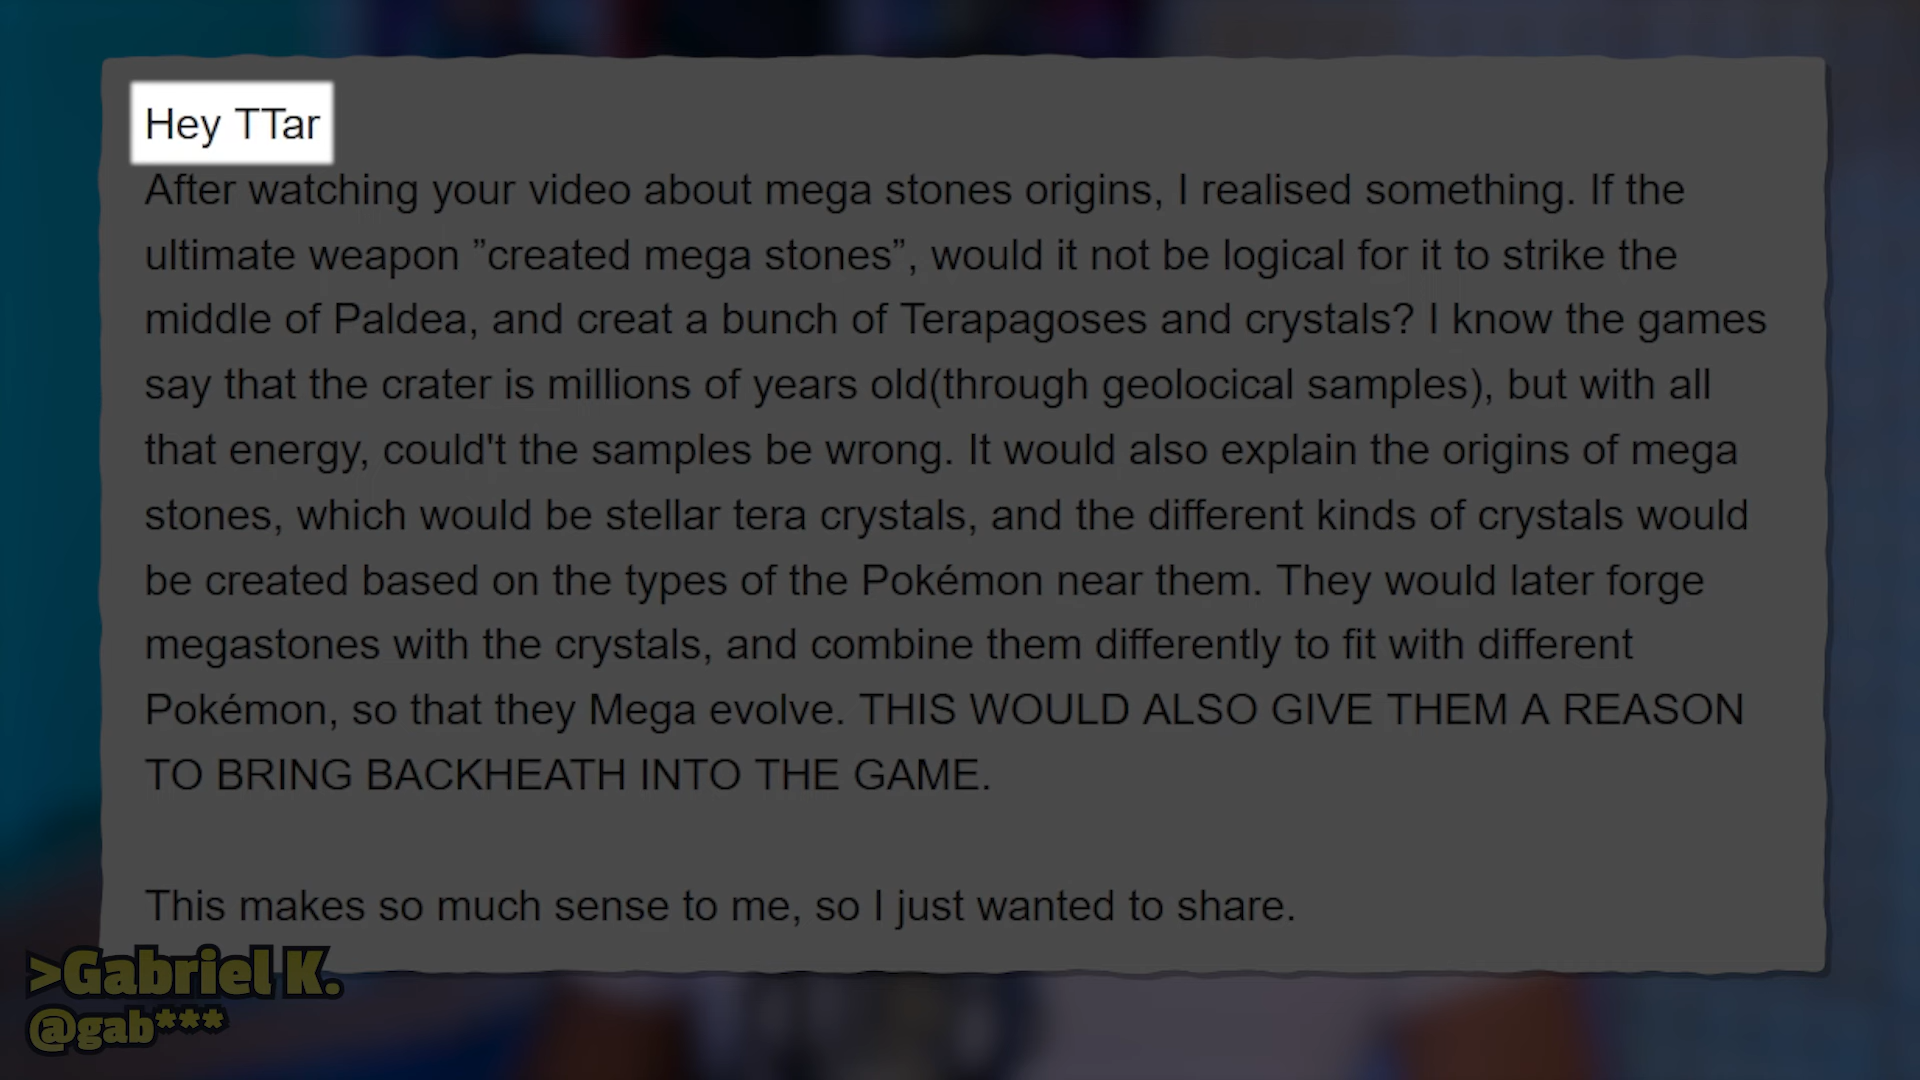 Hey TTar
After watching your video about mega stones origins, I realised something. If the
ultimate weapon ”created mega stones”, would it not be logical for it to strike the
middle of Paldea, and creat a bunch of Terapagoses and crystals? I know the games
say that the crater is millions of years old(through geolocical samples), but with all
that energy, could't the samples be wrong. It would also explain the origins of mega
stones, which would be stellar tera crystals, and the different kinds of crystals would
be created based on the types of the Pokémon near them. They would later forge
megastones with the crystals, and combine them differently to fit with different
Pokémon, so that they Mega evolve. THIS WOULD ALSO GIVE THEM A REASON
TO BRING BACKHEATH INTO THE GAME.
This makes so much sense to me, so I just wanted to share.
>Gabriel K.
@gab***